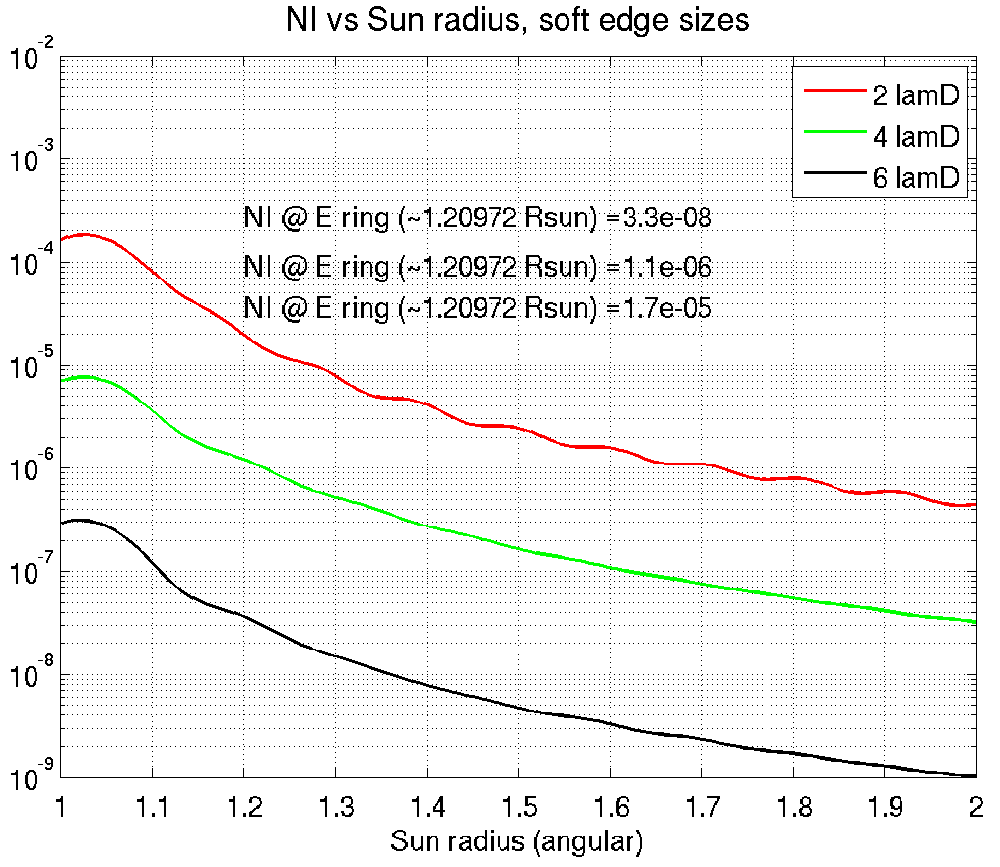 NI vs Sun radius, soft edge sizes
10^-2
10^-3
10^-4
10^-5
10^-6
10^-7
10^-8
10^-9
2 lamD
4 lamD
6 lamD
NI @ E ring (~1.20972 Rsun) =3.3e-08
NI @ E ring (~1.20972 Rsun) =1.1e-06
NI @ E ring (~1.20972 Rsun) =1.7e-05
1 1.1 1.2 1.3 1.4 1.5 1.6 1.7 1.8 1.9 2
Sun radius (angular)